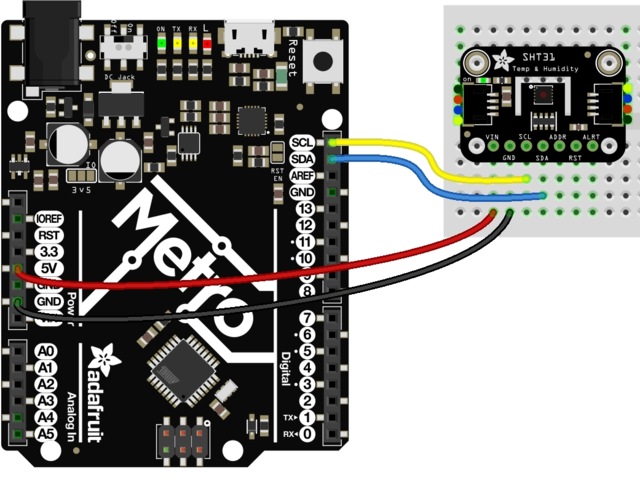 Off
On
ON
TX
RX
L
Reset
DC Jack
IO
3v5
RST
EN
SCL
SDA
AREF
GND
13
12
11
10
9
8
7
6
5
4
3
2
TX▸1
RX◂0
Digital
IOREF
RST
3.3
5V
GND
GND
Power
A0
A1
A2
A3
A4
A5
Analog In
Metro
adafruit
SHT31
Temp & Humidity
on
VIN
SCL
ADDR
ALRT
GND
SDA
RST